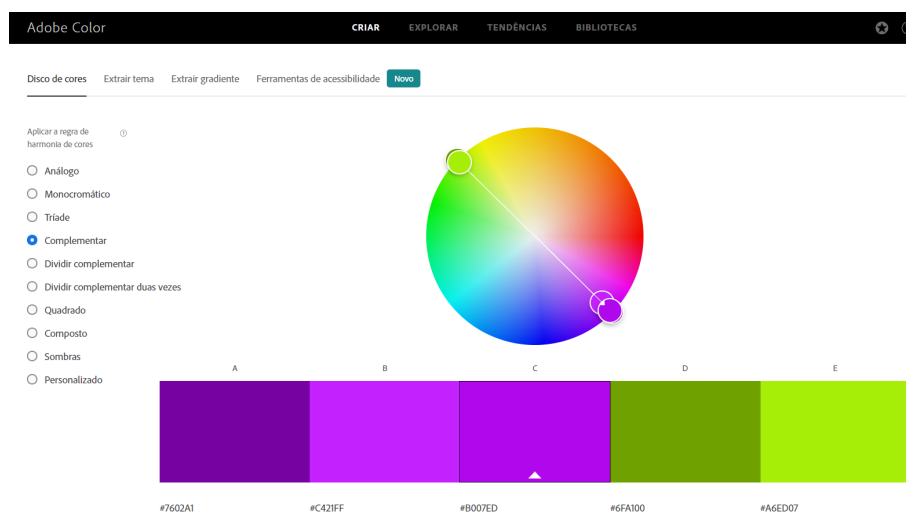 Adobe Color
CRIAR EXPLORAR TENDÊNCIAS BIBLIOTECAS
Disco de cores Extrair tema Extrair gradiente Ferramentas de acessibilidade Novo
Aplicar a regra de
harmonia de cores
Análogo
Monocromático
Tríade
Complementar
Dividir complementar
Dividir complementar duas vezes
Quadrado
Composto
Sombras
Personalizado
A B C D E
#7602A1 #C421FF #B007ED #6FA100 #A6ED07